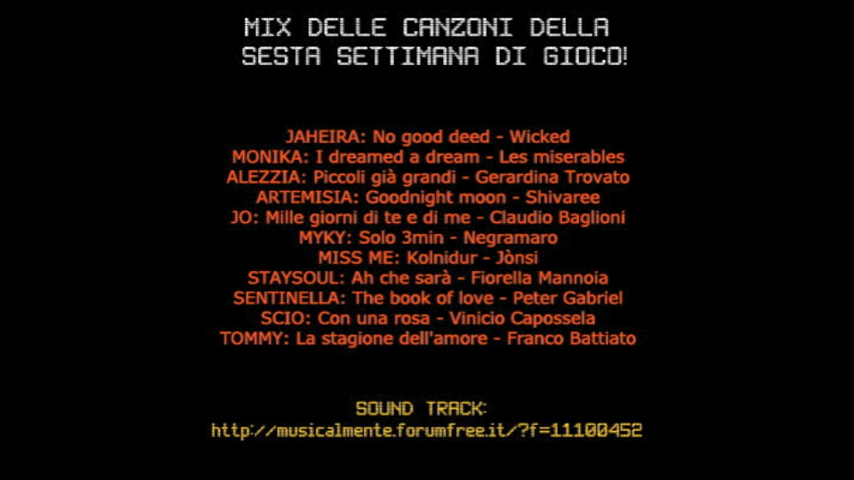 MIX DELLE CANZONI DELLA
SESTA SETTIMANA DI GIOCO!
JAHEIRA: No good deed - Wicked
MONIKA: I dreamed a dream - Les miserables
ALEZZIA: Piccoli già grandi - Gerardina Trovato
ARTEMISIA: Goodnight moon - Shivaree
JO: Mille giorni di te e di me - Claudio Baglioni
MYKY: Solo 3min - Negramaro
MISS ME: Kolnidur - Jònsi
STAYSOUL: Ah che sarà - Fiorella Mannoia
SENTINELLA: The book of love - Peter Gabriel
SCIO: Con una rosa - Vinicio Capossela
TOMMY: La stagione dell'amore - Franco Battiato
SOUND TRACK:
http://musicalmente.forumfree.it/?f=11100452